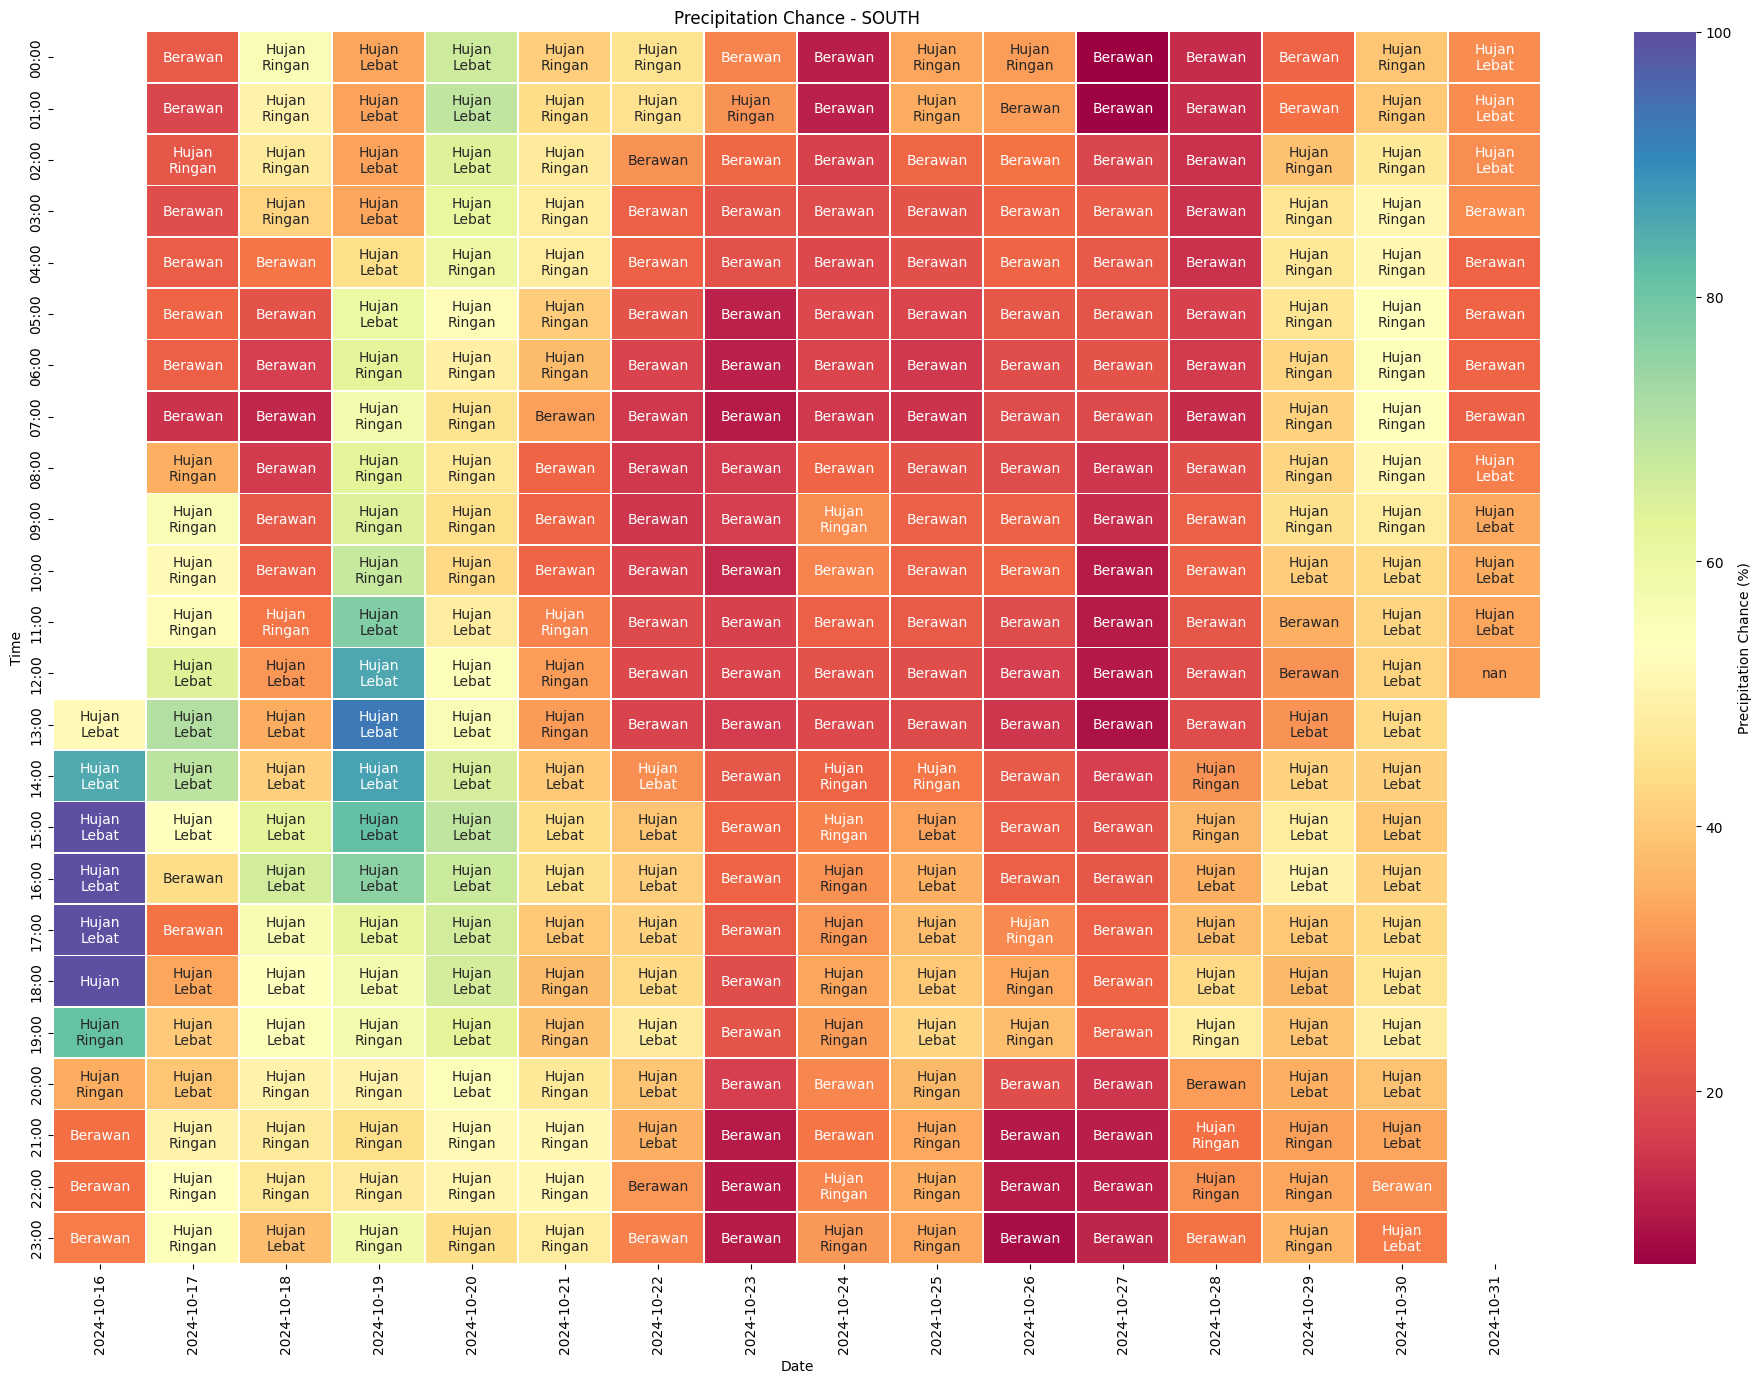 Precipitation Chance - SOUTH
00:00 Berawan Hujan Ringan Hujan Lebat Hujan Lebat Hujan Ringan Hujan Ringan Berawan Berawan Hujan Ringan Hujan Ringan Berawan Berawan Berawan Hujan Ringan Hujan Lebat
01:00 Berawan Hujan Ringan Hujan Lebat Hujan Lebat Hujan Ringan Hujan Ringan Hujan Ringan Berawan Hujan Ringan Berawan Berawan Berawan Berawan Hujan Ringan Hujan Lebat
02:00 Hujan Ringan Hujan Ringan Hujan Lebat Hujan Lebat Hujan Ringan Berawan Berawan Berawan Berawan Berawan Berawan Berawan Hujan Ringan Hujan Ringan Hujan Lebat
03:00 Berawan Hujan Ringan Hujan Lebat Hujan Lebat Hujan Ringan Berawan Berawan Berawan Berawan Berawan Berawan Berawan Hujan Ringan Hujan Ringan Berawan
04:00 Berawan Berawan Hujan Lebat Hujan Ringan Hujan Ringan Berawan Berawan Berawan Berawan Berawan Berawan Berawan Hujan Ringan Hujan Ringan Berawan
05:00 Berawan Berawan Hujan Lebat Hujan Ringan Hujan Ringan Berawan Berawan Berawan Berawan Berawan Berawan Berawan Hujan Ringan Hujan Ringan Berawan
06:00 Berawan Berawan Hujan Ringan Hujan Ringan Hujan Ringan Berawan Berawan Berawan Berawan Berawan Berawan Berawan Hujan Ringan Hujan Ringan Berawan
07:00 Berawan Berawan Hujan Ringan Hujan Ringan Berawan Berawan Berawan Berawan Berawan Berawan Berawan Berawan Hujan Ringan Hujan Ringan Berawan
08:00 Hujan Ringan Berawan Hujan Ringan Hujan Ringan Berawan Berawan Berawan Berawan Berawan Berawan Berawan Berawan Hujan Ringan Hujan Ringan Hujan Lebat
09:00 Hujan Ringan Berawan Hujan Ringan Hujan Ringan Berawan Berawan Berawan Hujan Ringan Berawan Berawan Berawan Berawan Hujan Ringan Hujan Ringan Hujan Lebat
10:00 Hujan Ringan Berawan Hujan Ringan Hujan Ringan Berawan Berawan Berawan Berawan Berawan Berawan Berawan Berawan Hujan Lebat Hujan Lebat Hujan Lebat
11:00 Hujan Ringan Hujan Ringan Hujan Lebat Hujan Lebat Hujan Ringan Berawan Berawan Berawan Berawan Berawan Berawan Berawan Berawan Hujan Lebat Hujan Lebat
12:00 Hujan Lebat Hujan Lebat Hujan Lebat Hujan Lebat Hujan Ringan Berawan Berawan Berawan Berawan Berawan Berawan Berawan Berawan Hujan Lebat nan
13:00 Hujan Lebat Hujan Lebat Hujan Lebat Hujan Lebat Hujan Lebat Hujan Ringan Berawan Berawan Berawan Berawan Berawan Berawan Berawan Hujan Lebat Hujan Lebat
14:00 Hujan Lebat Hujan Lebat Hujan Lebat Hujan Lebat Hujan Lebat Hujan Lebat Hujan Lebat Berawan Hujan Ringan Hujan Ringan Berawan Berawan Hujan Ringan Hujan Lebat Hujan Lebat
15:00 Hujan Lebat Hujan Lebat Hujan Lebat Hujan Lebat Hujan Lebat Hujan Lebat Hujan Lebat Berawan Hujan Ringan Hujan Lebat Berawan Berawan Hujan Ringan Hujan Lebat Hujan Lebat
16:00 Hujan Lebat Berawan Hujan Lebat Hujan Lebat Hujan Lebat Hujan Lebat Hujan Lebat Berawan Hujan Ringan Hujan Lebat Berawan Berawan Hujan Lebat Hujan Lebat Hujan Lebat
17:00 Hujan Lebat Berawan Hujan Lebat Hujan Lebat Hujan Lebat Hujan Lebat Hujan Lebat Berawan Hujan Ringan Hujan Lebat Hujan Ringan Berawan Hujan Lebat Hujan Lebat Hujan Lebat
18:00 Hujan Hujan Lebat Hujan Lebat Hujan Lebat Hujan Lebat Hujan Ringan Hujan Lebat Berawan Hujan Ringan Hujan Lebat Hujan Ringan Berawan Hujan Lebat Hujan Lebat Hujan Lebat
19:00 Hujan Ringan Hujan Lebat Hujan Lebat Hujan Ringan Hujan Lebat Hujan Ringan Hujan Lebat Berawan Hujan Ringan Hujan Lebat Hujan Ringan Berawan Hujan Ringan Hujan Lebat Hujan Lebat
20:00 Hujan Ringan Hujan Lebat Hujan Ringan Hujan Ringan Hujan Lebat Hujan Ringan Hujan Lebat Berawan Berawan Hujan Ringan Berawan Berawan Berawan Hujan Lebat Hujan Lebat
21:00 Berawan Hujan Ringan Hujan Ringan Hujan Ringan Hujan Ringan Hujan Ringan Hujan Lebat Berawan Berawan Hujan Ringan Berawan Berawan Hujan Ringan Hujan Ringan Hujan Lebat
22:00 Berawan Hujan Ringan Hujan Ringan Hujan Ringan Hujan Ringan Hujan Ringan Berawan Berawan Hujan Ringan Hujan Ringan Berawan Berawan Hujan Ringan Hujan Ringan Berawan
23:00 Berawan Hujan Ringan Hujan Lebat Hujan Ringan Hujan Ringan Hujan Ringan Berawan Berawan Hujan Ringan Hujan Ringan Berawan Berawan Berawan Hujan Ringan Hujan Lebat
Time
2024-10-16 2024-10-17 2024-10-18 2024-10-19 2024-10-20 2024-10-21 2024-10-22 2024-10-23 2024-10-24 2024-10-25 2024-10-26 2024-10-27 2024-10-28 2024-10-29 2024-10-30 2024-10-31
Date
100
80
60
40
20
Precipitation Chance (%)